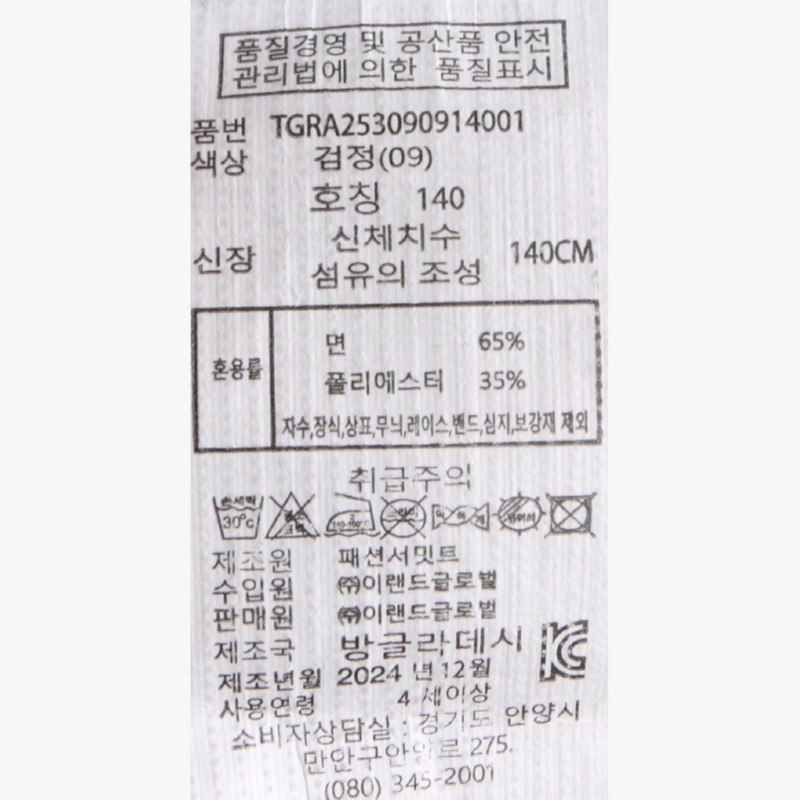 품질경영 및 공산품 안전
관리법에 의한 품질표시
품번 TGRA253090914001
색상 검정(09)
호칭 140
신체치수
신장 140CM
섬유의 조성
혼용률
면 65%
폴리에스터 35%
자수,장식,상표,무늬,레이스,밴드,심지,보강재 제외
취급주의
손세탁 30°c
제조원 패션서밋트
수입원 ㈜이랜드글로벌
판매원 ㈜이랜드글로벌
제조국 방글라데시
제조년월 2024 년 12월
사용연령 4 세이상
소비자상담실 : 경기도 안양시
만안구안양로 275.
(080) 345-2001